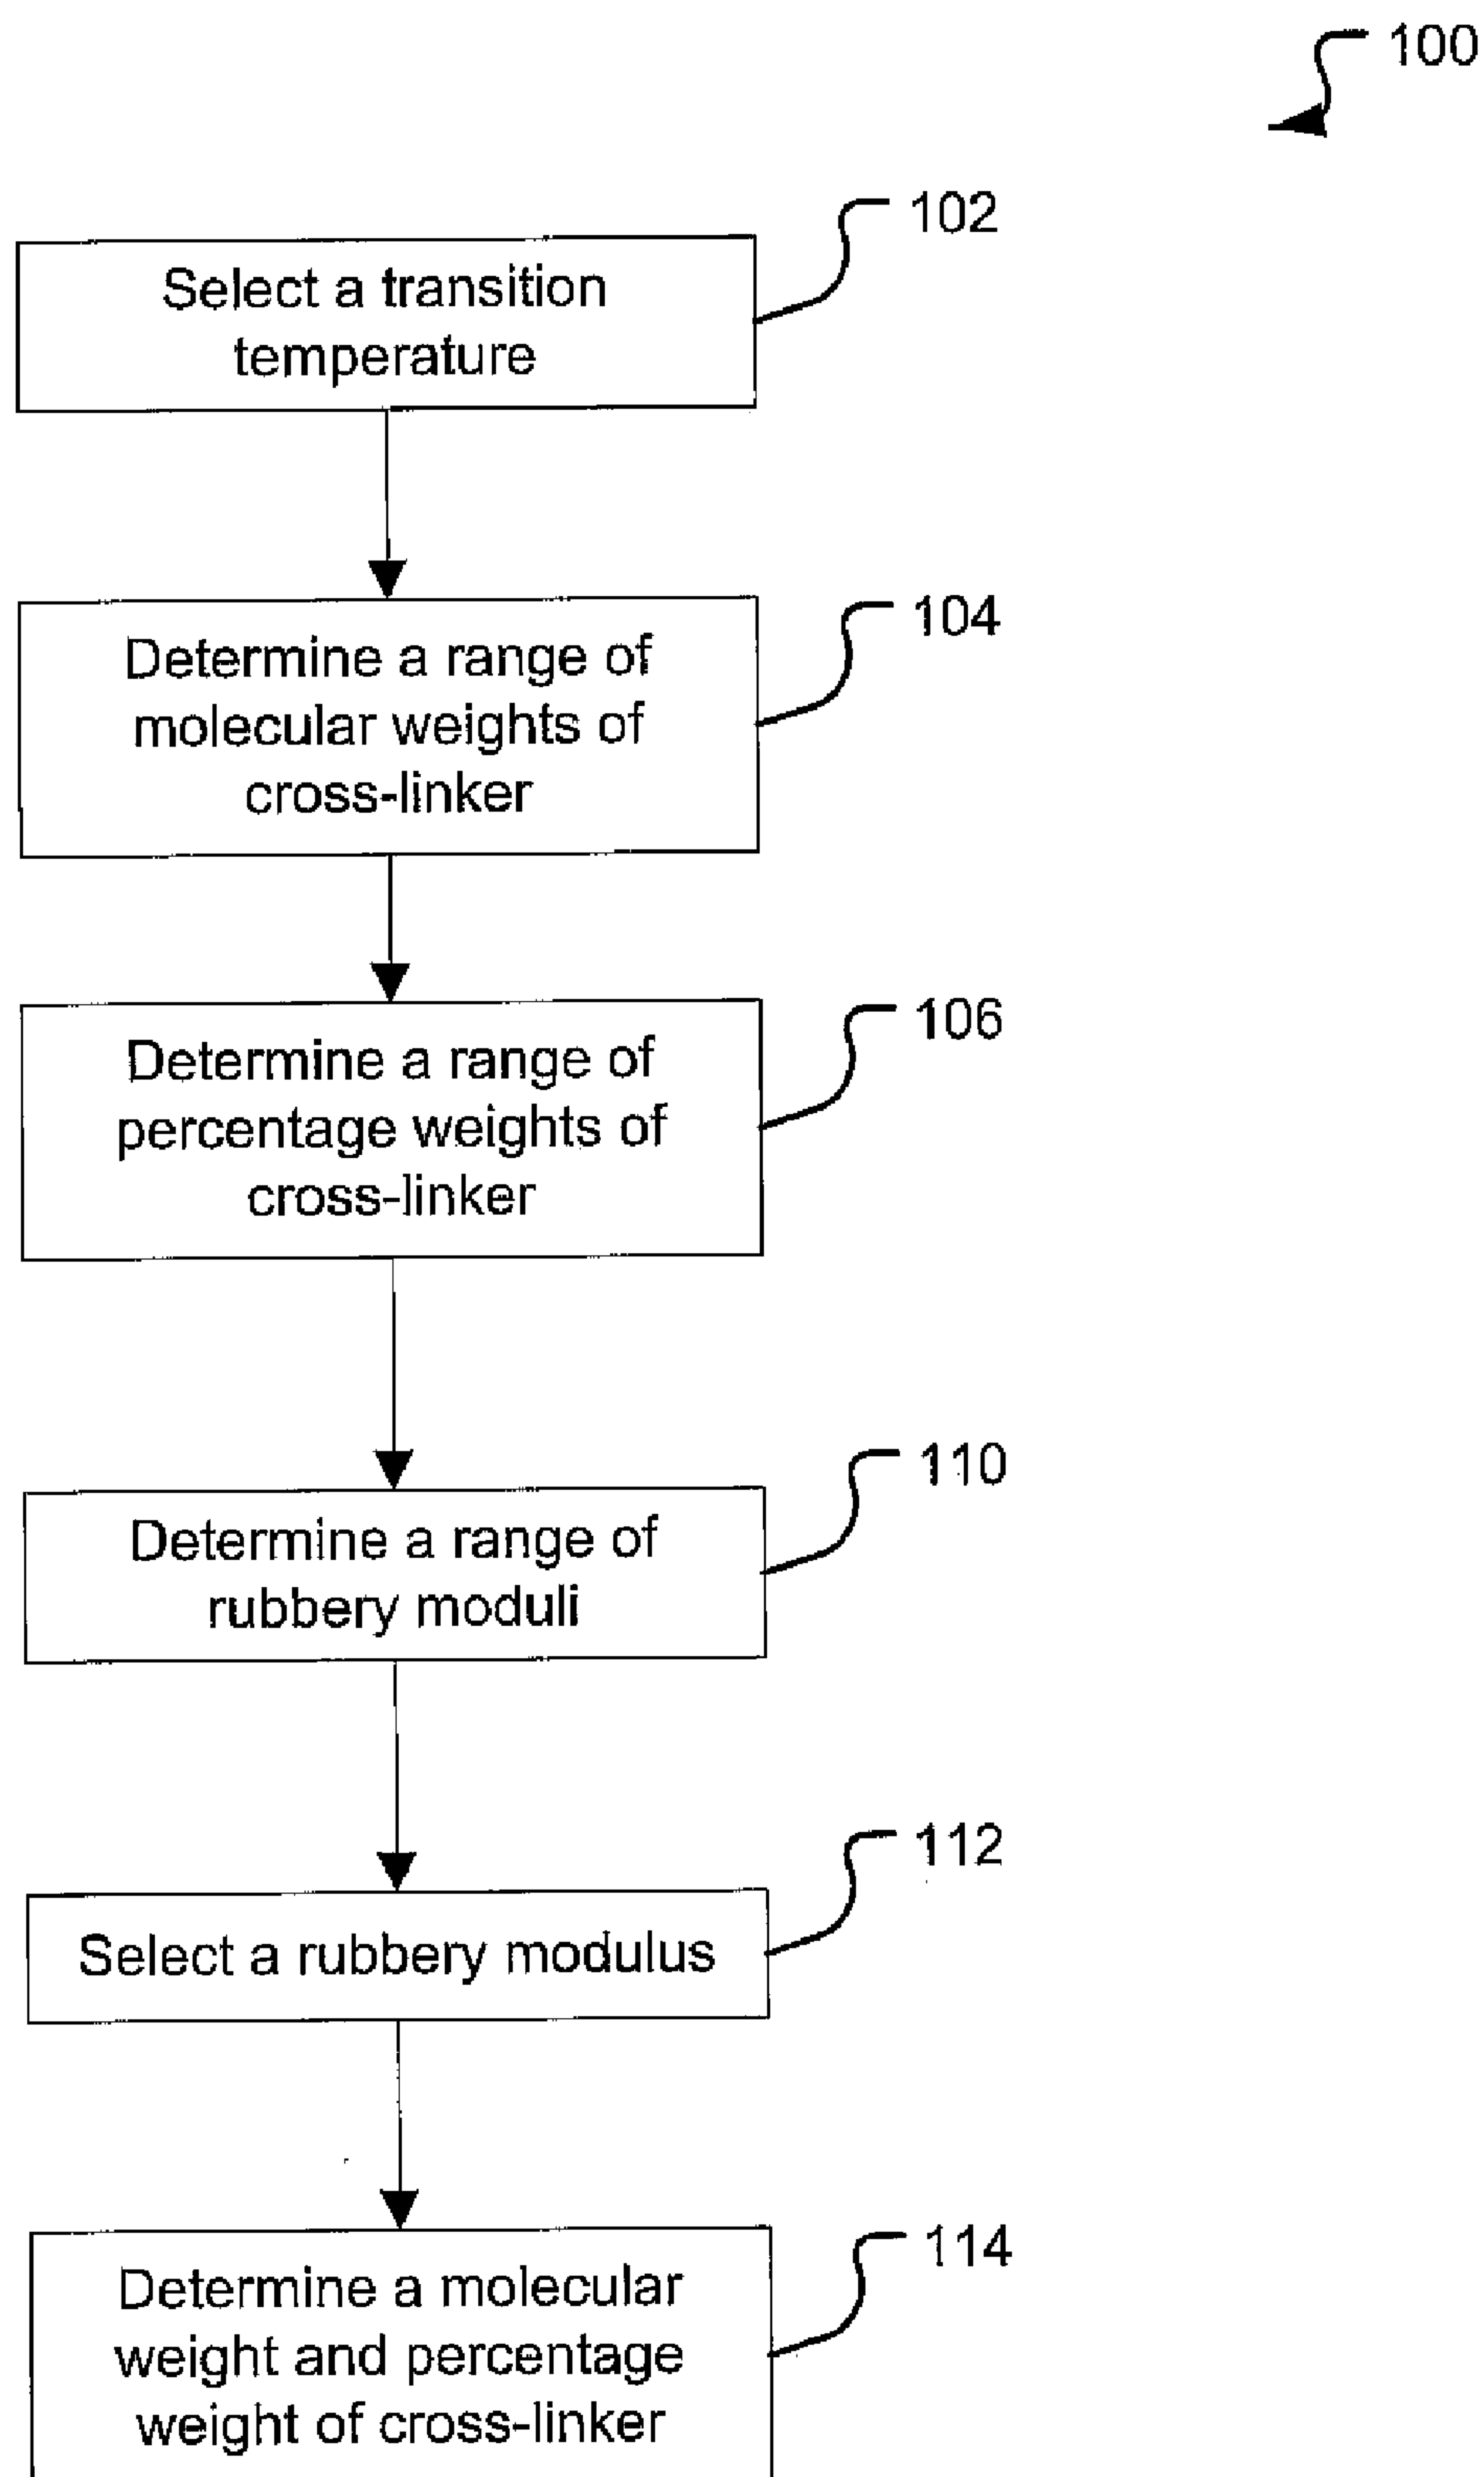 100
102
Select a transition
temperature
104
Determine a range of
molecular weights of
cross-linker
106
Determine a range of
percentage weights of
cross-linker
110
Determine a range of
rubbery moduli
112
Select a rubbery modulus
114
Determine a molecular
weight and percentage
weight of cross-linker